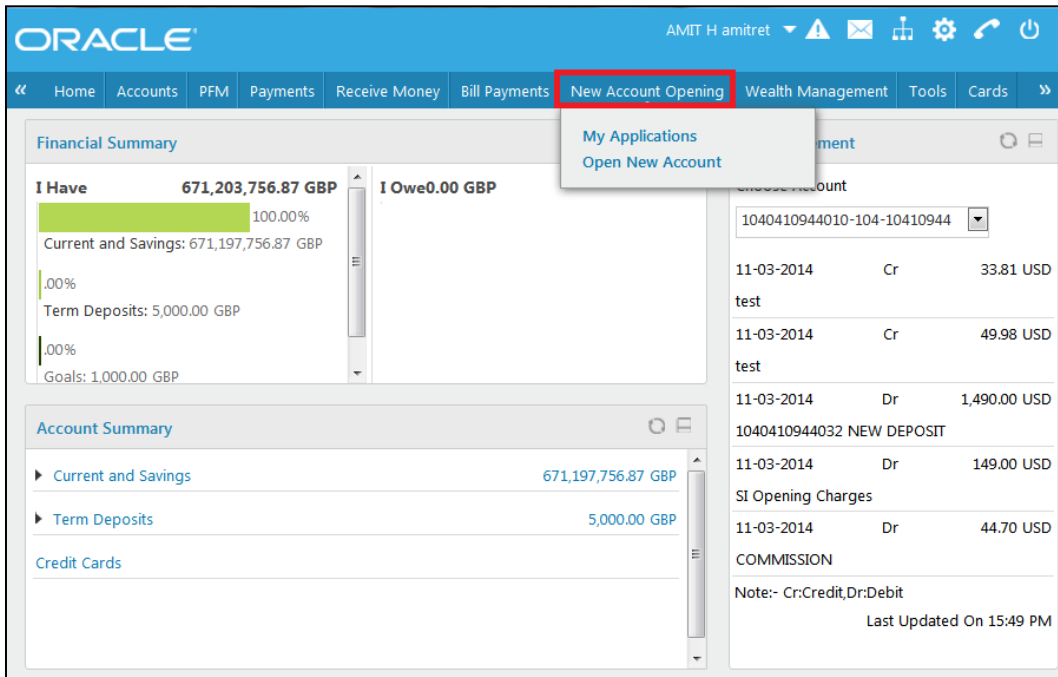 ORACLE
AMIT H amitret
« Home Accounts PFM Payments Receive Money Bill Payments New Account Opening Wealth Management Tools Cards »
My Applications
Open New Account
Financial Summary
I Have 671,203,756.87 GBP
100.00%
Current and Savings: 671,197,756.87 GBP
.00%
Term Deposits: 5,000.00 GBP
.00%
Goals: 1,000.00 GBP
I Owe0.00 GBP
Account Summary
Current and Savings 671,197,756.87 GBP
Term Deposits 5,000.00 GBP
Credit Cards
1040410944010-104-10410944
11-03-2014 Cr 33.81 USD
test
11-03-2014 Cr 49.98 USD
test
11-03-2014 Dr 1,490.00 USD
1040410944032 NEW DEPOSIT
11-03-2014 Dr 149.00 USD
SI Opening Charges
11-03-2014 Dr 44.70 USD
COMMISSION
Note:- Cr:Credit,Dr:Debit
Last Updated On 15:49 PM